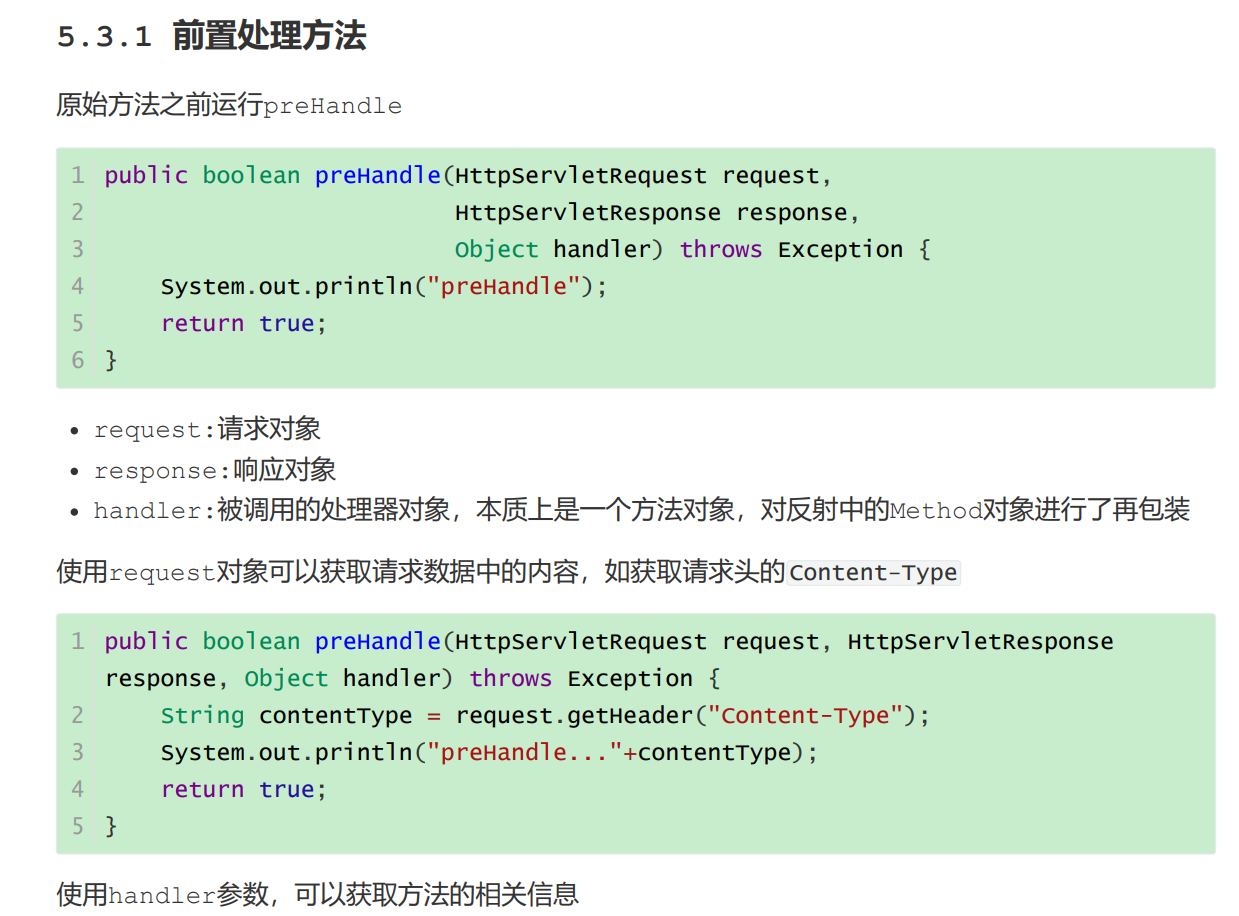 5.3.1 前置处理方法
原始方法之前运行preHandle
1 public boolean preHandle(HttpServletRequest request,
2                          HttpServletResponse response,
3                          Object handler) throws Exception {
4     System.out.println("preHandle");
5     return true;
6 }
• request:请求对象
• response:响应对象
• handler:被调用的处理器对象，本质上是一个方法对象，对反射中的Method对象进行了再包装
使用request对象可以获取请求数据中的内容，如获取请求头的Content-Type
1 public boolean preHandle(HttpServletRequest request, HttpServletResponse
response, Object handler) throws Exception {
2     String contentType = request.getHeader("Content-Type");
3     System.out.println("preHandle..."+contentType);
4     return true;
5 }
使用handler参数，可以获取方法的相关信息